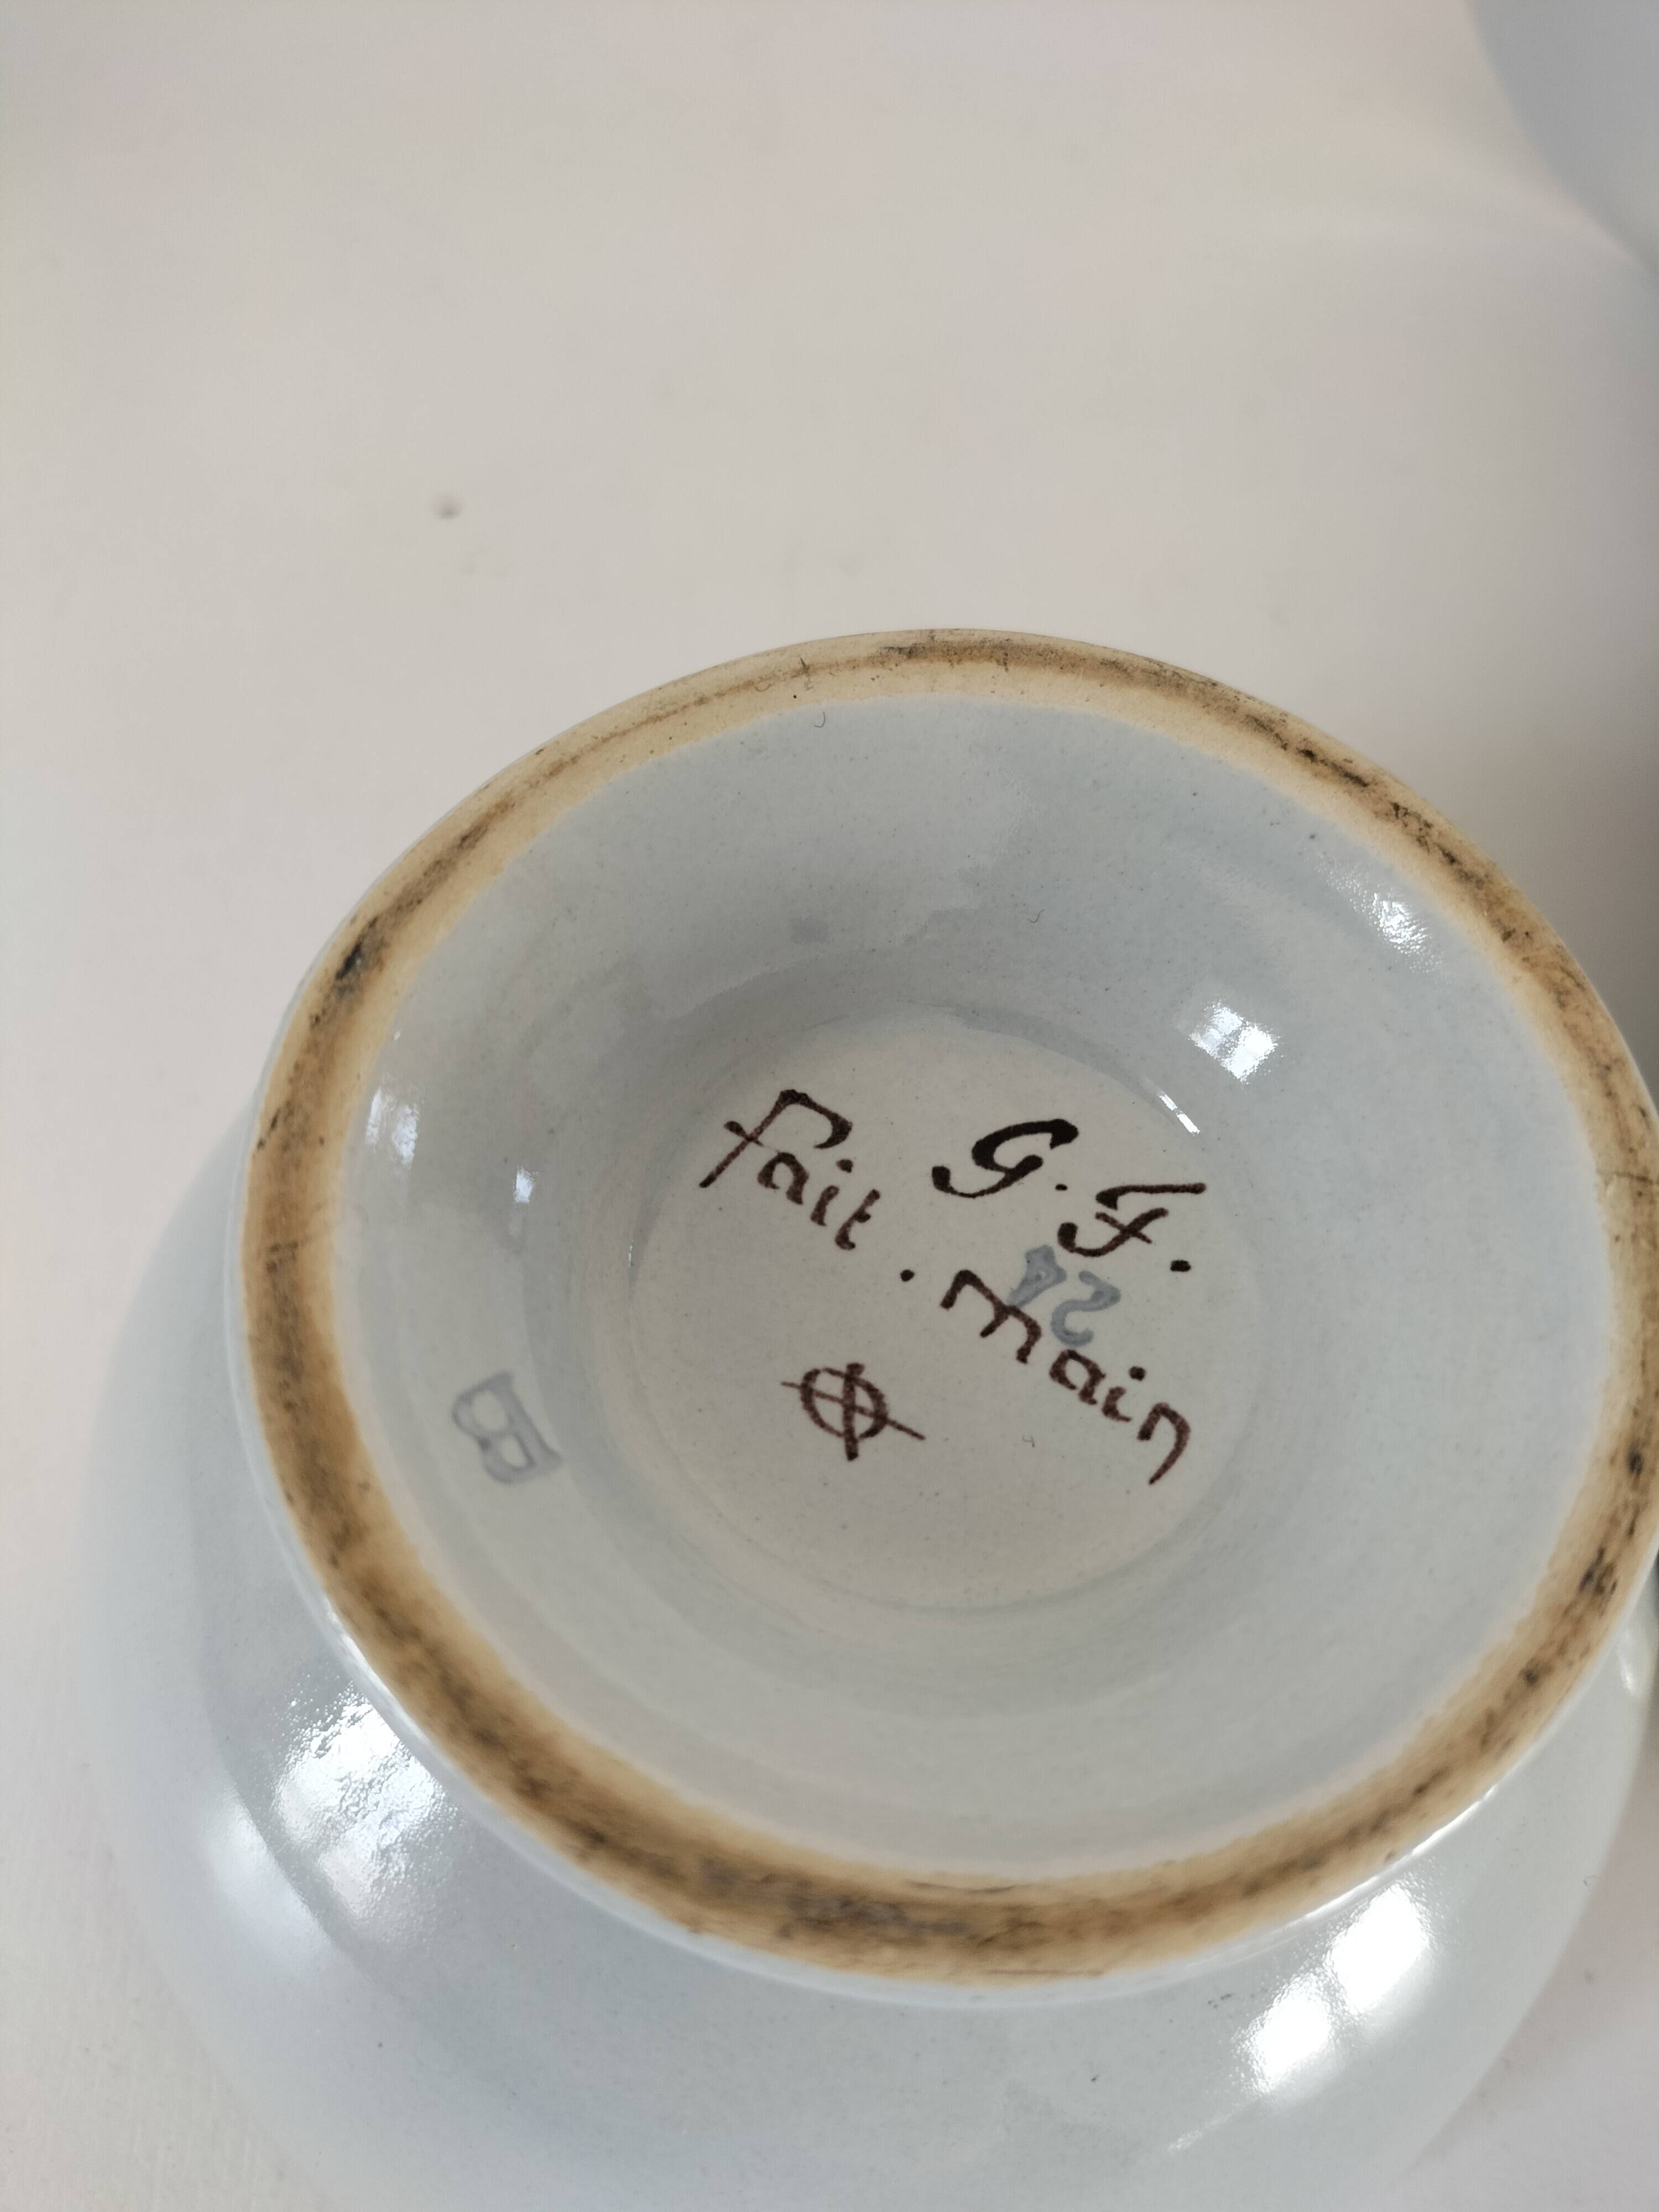 G. F.
fait . main
B